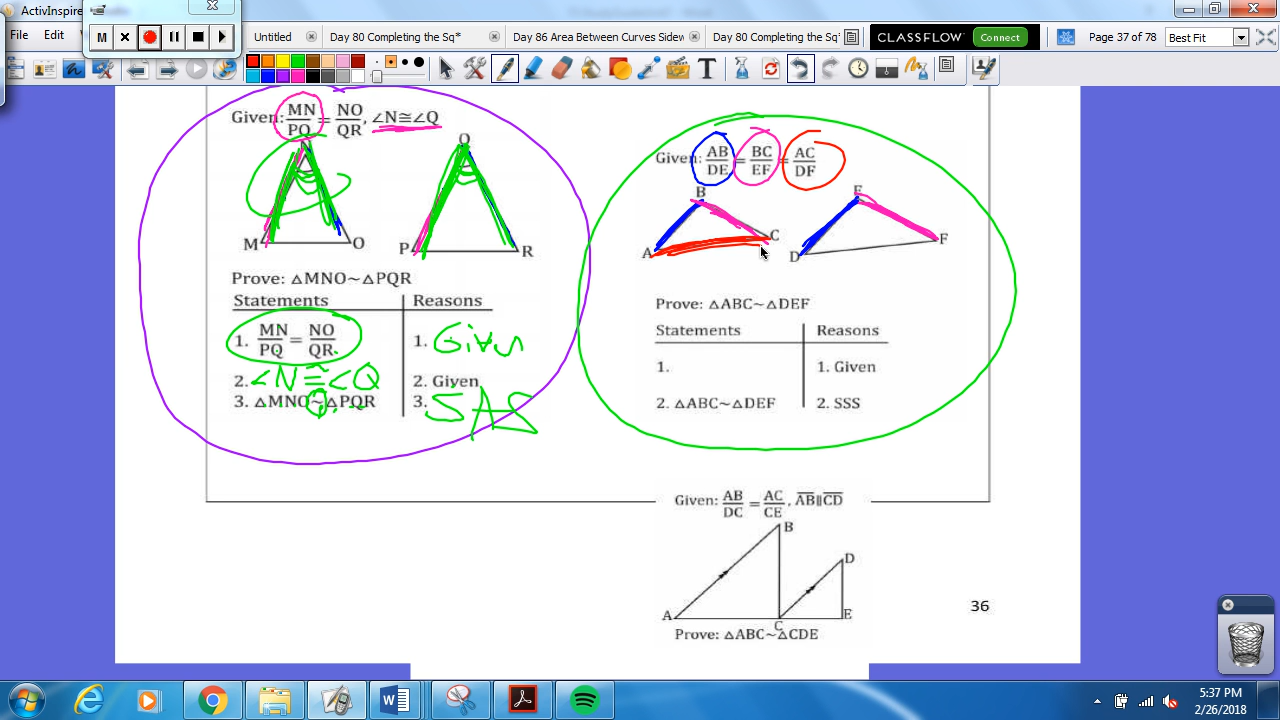 ActivInspire
File Edit
M
Untitled
Day 80 Completing the Sq*
Day 86 Area Between Curves Sidew
Day 80 Completing the Sq
CLASSFLOW
Connect
Page 37 of 78
Best Fit
Given: MN/PQ = NO/QR, ∠N≅∠Q
M O
Q
P R
Prove: △MNO~△PQR
Statements Reasons
1. MN/PQ = NO/QR 1. Given
2. ∠N≅∠Q 2. Given
3. △MNO~△PQR 3. SAS
Given: AB/DE = BC/EF = AC/DF
B
A C
E
D F
Prove: △ABC~△DEF
Statements Reasons
1. 1. Given
2. △ABC~△DEF 2. SSS
Given: AB/DC = AC/CE, AB∥CD
B
D
A C E
Prove: △ABC~△CDE
36
5:37 PM
2/26/2018